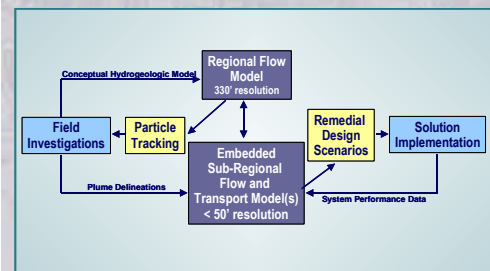 Regional Flow
Model
330' resolution
Conceptual Hydrogeologic Model
Field
Investigations
Particle
Tracking
Remedial
Design
Scenarios
Solution
Implementation
Embedded
Sub-Regional
Flow and
Transport Model(s)
< 50' resolution
Plume Delineations
System Performance Data